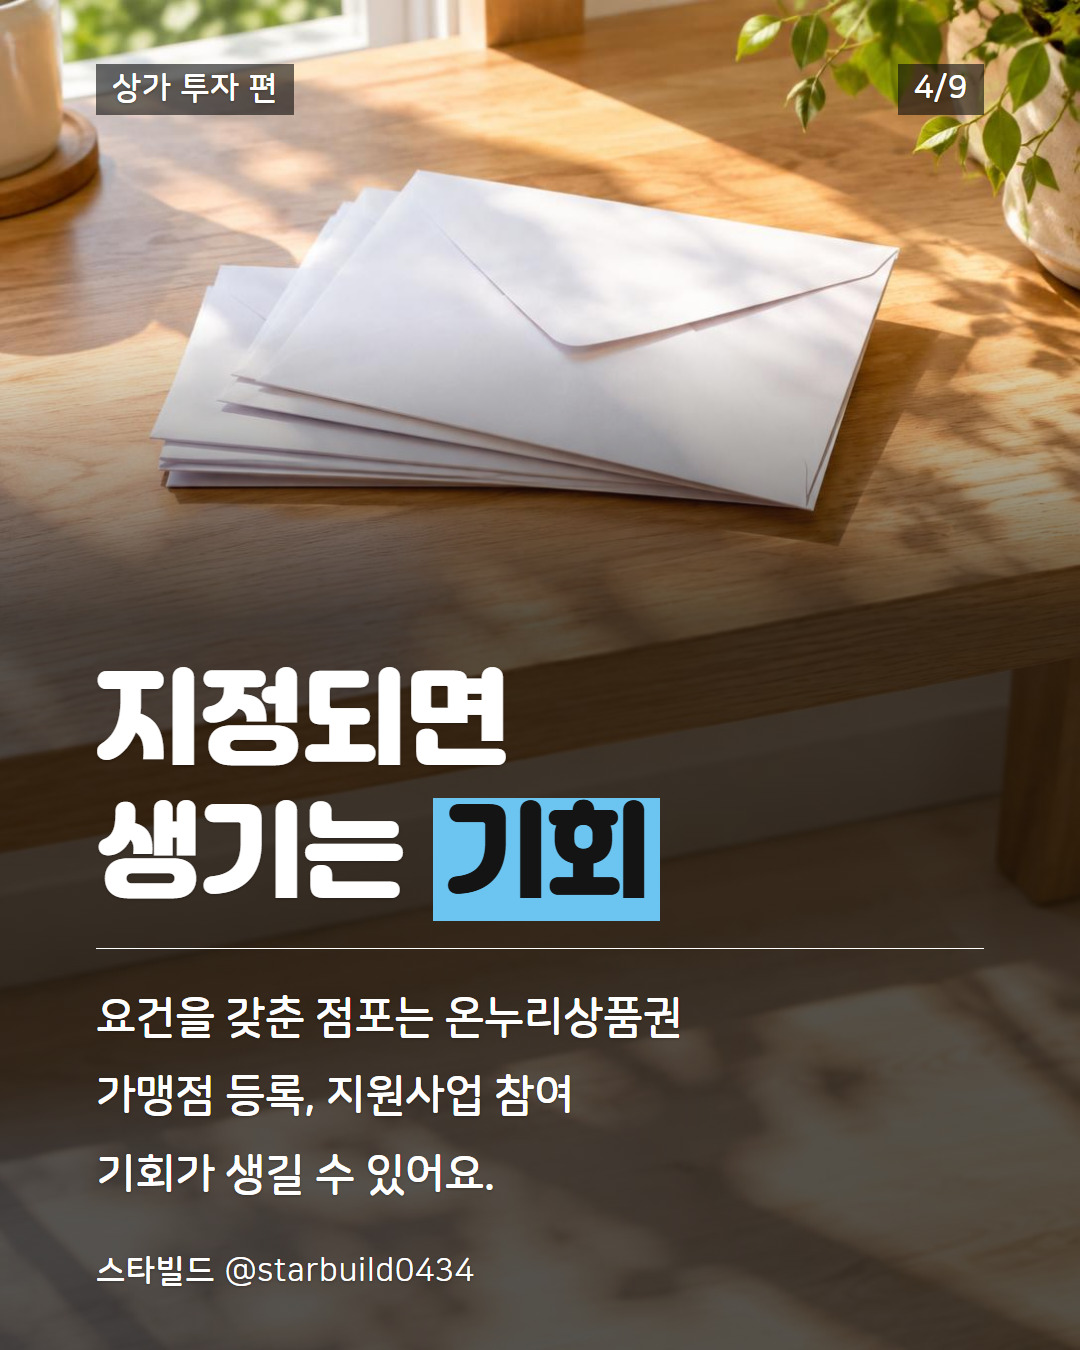 상가 투자 편
4/9
지정되면
생기는 기회
요건을 갖춘 점포는 온누리상품권
가맹점 등록, 지원사업 참여
기회가 생길 수 있어요.
스타빌드 @starbuild0434